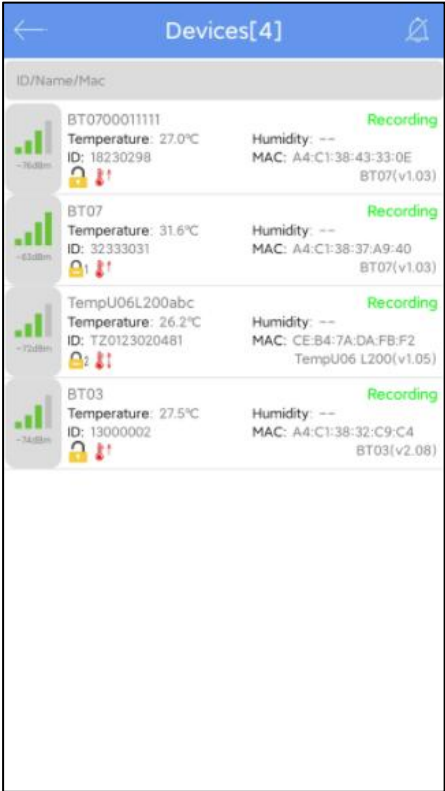 Devices[4]
ID/Name/Mac
BT0700011111 Recording
Temperature: 27.0℃ Humidity: --
-76dBm ID: 18230298 MAC: A4:C1:38:43:33:0E
BT07(v1.03)
BT07 Recording
Temperature: 31.6℃ Humidity: --
-63dBm ID: 32333031 MAC: A4:C1:38:37:A9:40
1 BT07(v1.03)
TempU06L200abc Recording
Temperature: 26.2℃ Humidity: --
-72dBm ID: TZ0123020481 MAC: CE:B4:7A:DA:FB:F2
2 TempU06 L200(v1.05)
BT03 Recording
Temperature: 27.5℃ Humidity: --
-74dBm ID: 13000002 MAC: A4:C1:38:32:C9:C4
BT03(v2.08)